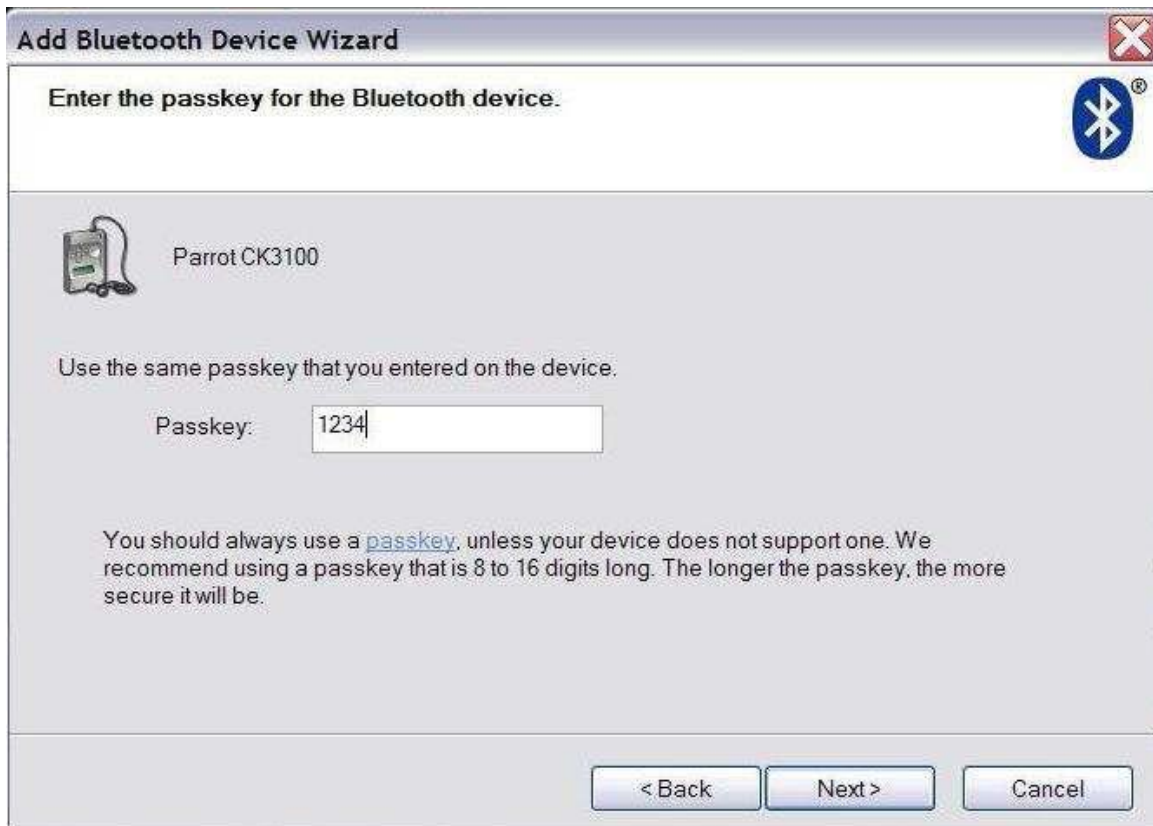 Add Bluetooth Device Wizard
Enter the passkey for the Bluetooth device.
®
Parrot CK3100
Use the same passkey that you entered on the device.
Passkey: 1234
You should always use a passkey, unless your device does not support one. We
recommend using a passkey that is 8 to 16 digits long. The longer the passkey, the more
secure it will be.
< Back Next > Cancel